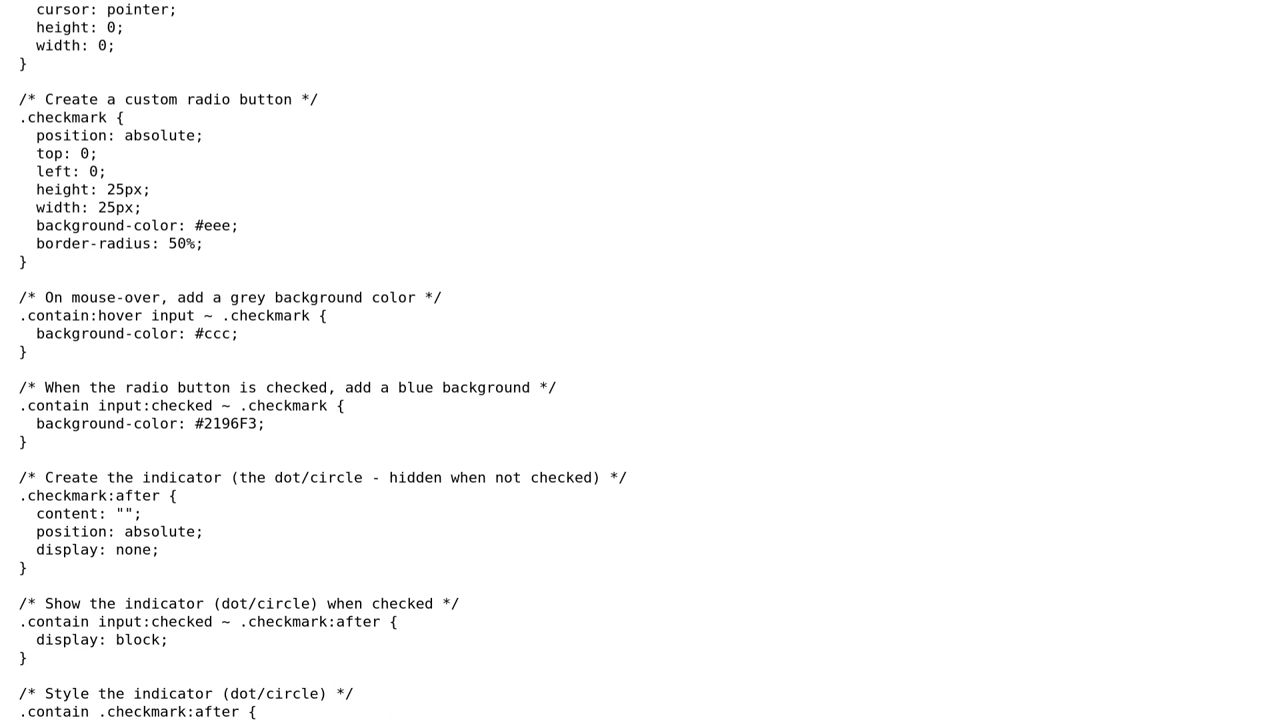 cursor: pointer;
height: 0;
width: 0;
}
/* Create a custom radio button */
.checkmark {
position: absolute;
top: 0;
left: 0;
height: 25px;
width: 25px;
background-color: #eee;
border-radius: 50%;
}
/* On mouse-over, add a grey background color */
.contain:hover input ~ .checkmark {
background-color: #ccc;
}
/* When the radio button is checked, add a blue background */
.contain input:checked ~ .checkmark {
background-color: #2196F3;
}
/* Create the indicator (the dot/circle - hidden when not checked) */
.checkmark:after {
content: "";
position: absolute;
display: none;
}
/* Show the indicator (dot/circle) when checked */
.contain input:checked ~ .checkmark:after {
display: block;
}
/* Style the indicator (dot/circle) */
.contain .checkmark:after {